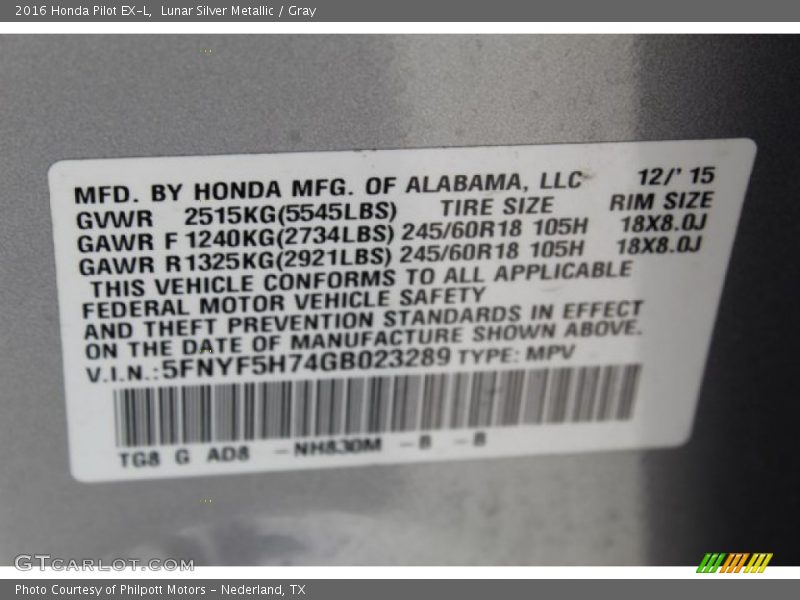 2016 Honda Pilot EX-L, Lunar Silver Metallic / Gray
MFD. BY HONDA MFG. OF ALABAMA, LLC 12/' 15
GVWR 2515KG(5545LBS) TIRE SIZE RIM SIZE
GAWR F 1240KG(2734LBS) 245/60R18 105H 18X8.0J
GAWR R 1325KG(2921LBS) 245/60R18 105H 18X8.0J
THIS VEHICLE CONFORMS TO ALL APPLICABLE
FEDERAL MOTOR VEHICLE SAFETY
AND THEFT PREVENTION STANDARDS IN EFFECT
ON THE DATE OF MANUFACTURE SHOWN ABOVE.
V.I.N.:5FNYF5H74GB023289 TYPE: MPV
TG8 G AD8 -NH830M -B -B
GTCARLOT.COM
Photo Courtesy of Philpott Motors - Nederland, TX